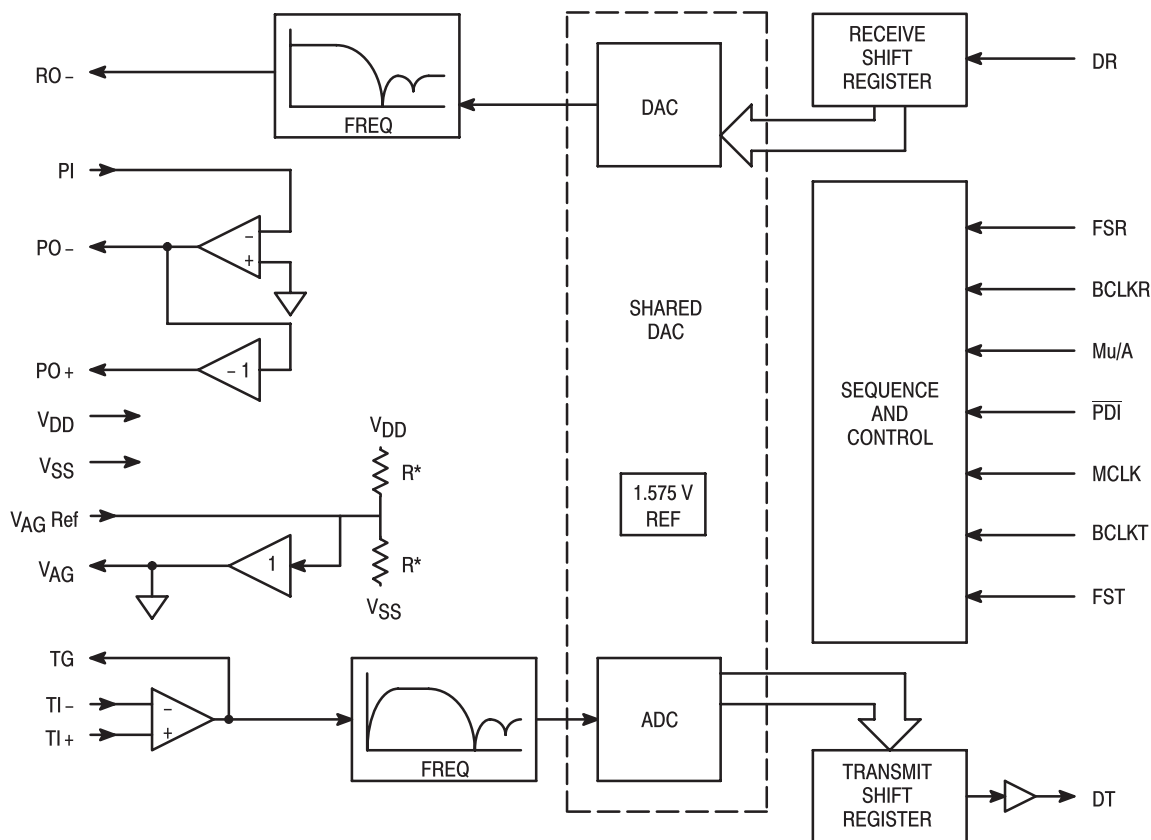 RO–
FREQ
DAC
RECEIVE
SHIFT
REGISTER
DR
PI
PO–
–
+
PO+
– 1
VDD
VSS
VAG Ref
VAG
1
VDD
R*
R*
VSS
SHARED
DAC
1.575 V
REF
SEQUENCE
AND
CONTROL
FSR
BCLKR
Mu/A
PDI
MCLK
BCLKT
FST
TG
TI–
TI+
–
+
FREQ
ADC
TRANSMIT
SHIFT
REGISTER
DT